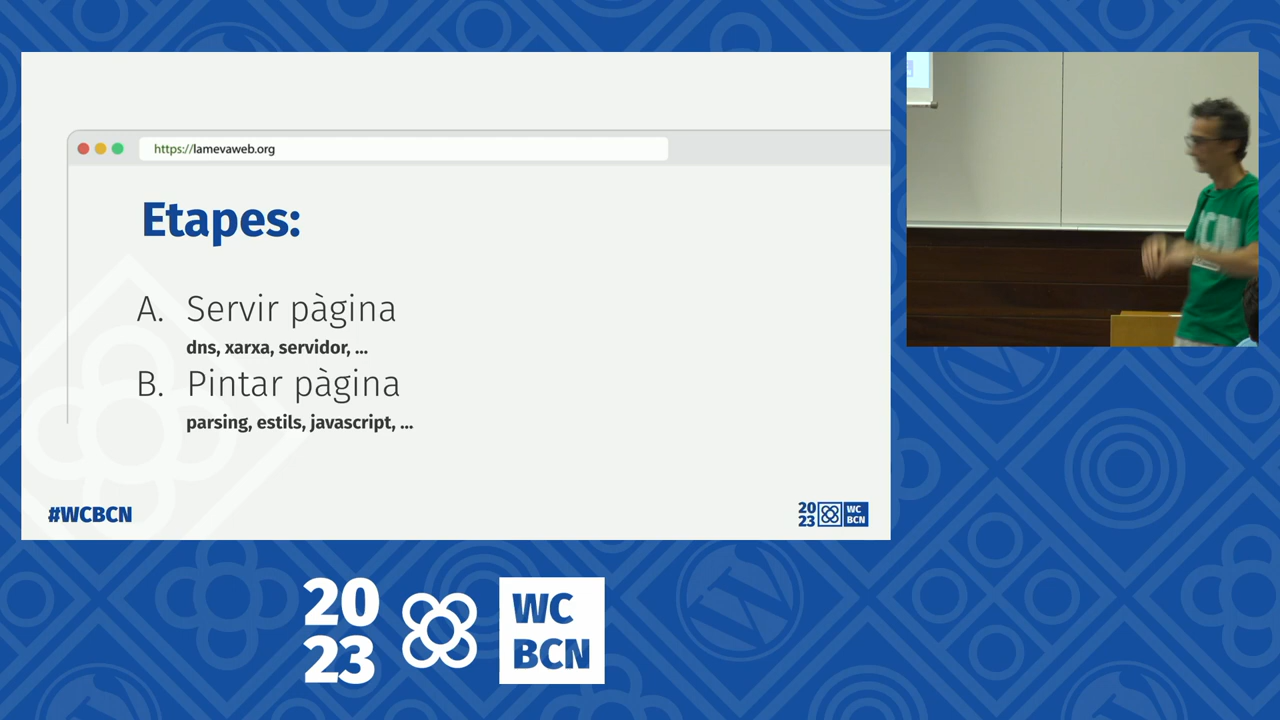 https://lamevaweb.org
Etapes:
A. Servir pàgina
dns, xarxa, servidor, ...
B. Pintar pàgina
parsing, estils, javascript, ...
#WCBCN
20
23
WC
BCN
20
23
WC
BCN